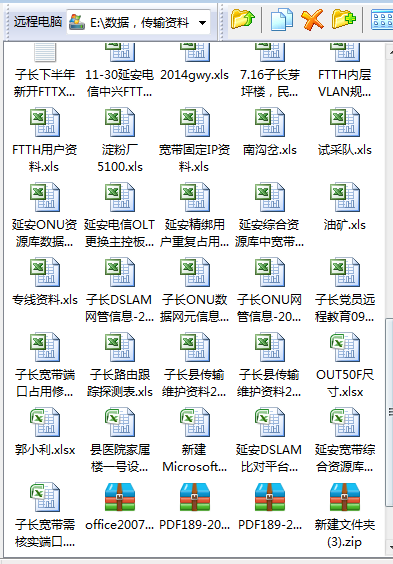 远程电脑 E:\数据，传输资料
子长下半年 11-30延安电 2014gwy.xls 7.16子长芽 FTTH内层
新开FTTX... 信中兴FTT... 坪楼，民... VLAN规...
FTTH用户资 淀粉厂 宽带固定IP资 南沟岔.xls 试采队.xls
料.xls 5100.xls 料.xls
延安ONU资 延安电信OLT 延安精绑用 延安综合资 油矿.xls
源库数据... 更换主控板... 户重复占用... 源库中宽带...
专线资料.xls 子长DSLAM 子长ONU数 子长ONU网 子长党员远
网管信息-2... 据网元信息... 管信息-20... 程教育09...
子长宽带端 子长路由跟 子长县传输 子长县传输 OUT50F尺
口占用修... 踪探测表.xls 维护资料2... 维护资料2... 寸.xlsx
郭小利.xlsx 县医院家属 新建 延安DSLAM 延安宽带综
楼一号设... Microsoft... 比对平台... 合资源库...
子长宽带需 office2007... PDF189-20... PDF189-2... 新建文件夹
核实端口.... (3).zip